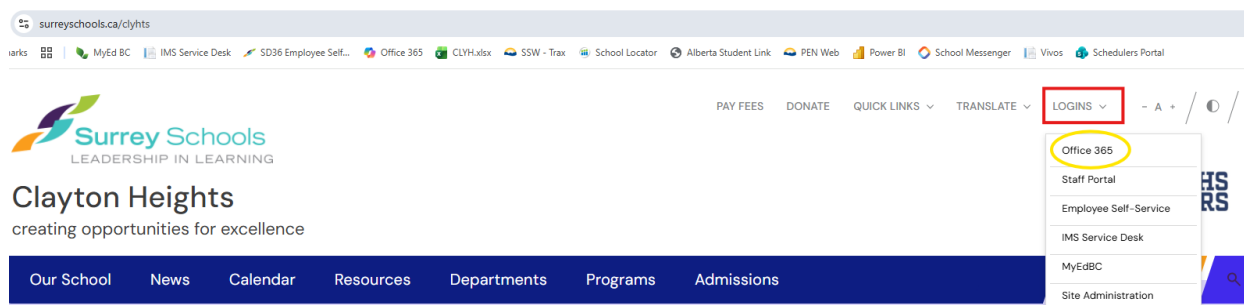 surreyschools.ca/clyhts
arks MyEd BC IMS Service Desk SD36 Employee Self... Office 365 CLYH.xlsx SSW - Trax School Locator Alberta Student Link PEN Web Power BI School Messenger Vivos Schedulers Portal
PAY FEES DONATE QUICK LINKS TRANSLATE LOGINS - A +
Surrey Schools
LEADERSHIP IN LEARNING
Office 365
Staff Portal
Clayton Heights
HS
RS
Employee Self-Service
creating opportunities for excellence
IMS Service Desk
Our School News Calendar Resources Departments Programs Admissions
MyEdBC
Site Administration